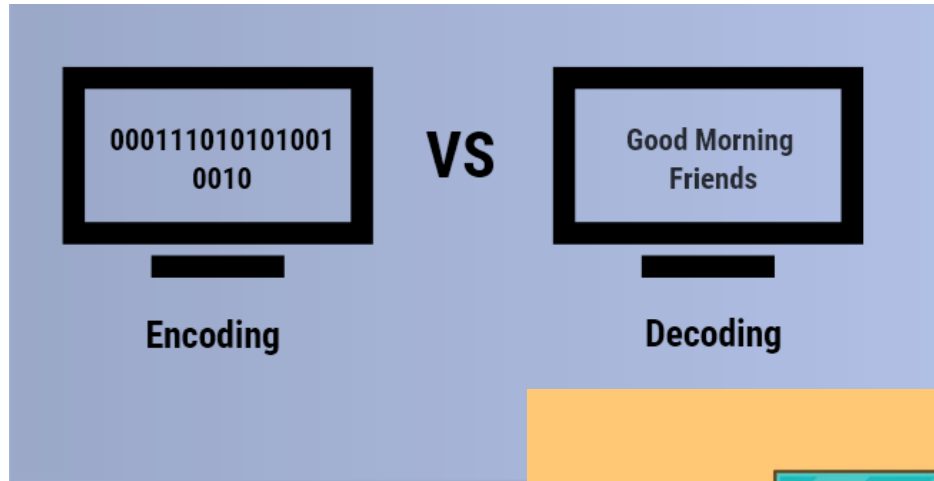 000111010101001
0010
VS
Good Morning
Friends
Encoding
Decoding